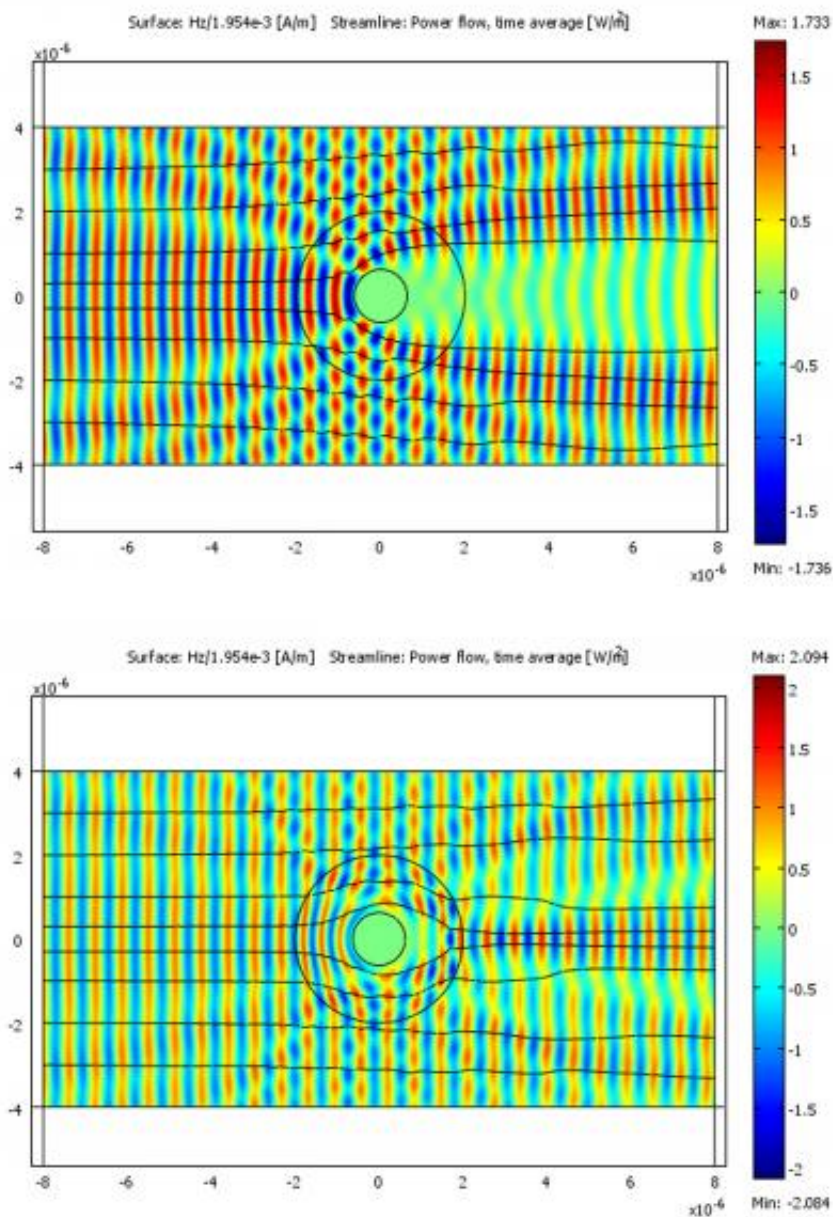 Surface: Hz/1.954e-3 [A/m] Streamline: Power flow, time average [W/m²] Max: 1.733
x10⁻⁶
4
2
0
-2
-4
-8 -6 -4 -2 0 2 4 6 8
x10⁻⁶
1.5
1
0.5
0
-0.5
-1
-1.5
Min: -1.736
Surface: Hz/1.954e-3 [A/m] Streamline: Power flow, time average [W/m²] Max: 2.094
x10⁻⁶
4
2
0
-2
-4
-8 -6 -4 -2 0 2 4 6 8
x10⁻⁶
2
1.5
1
0.5
0
-0.5
-1
-1.5
-2
Min: -2.084